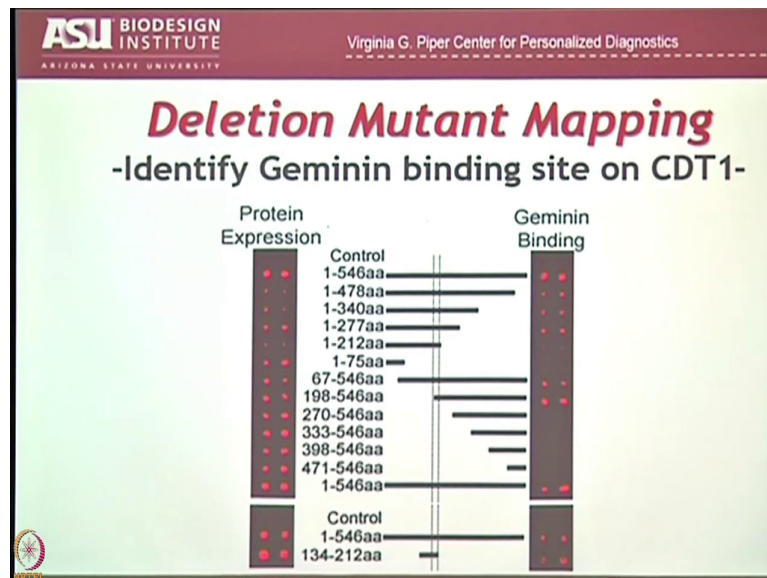 ASU BIODESIGN INSTITUTE
ARIZONA STATE UNIVERSITY
Virginia G. Piper Center for Personalized Diagnostics
Deletion Mutant Mapping
-Identify Geminin binding site on CDT1-
Protein Expression
Geminin Binding
Control
1-546aa
1-478aa
1-340aa
1-277aa
1-212aa
1-75aa
67-546aa
198-546aa
270-546aa
333-546aa
398-546aa
471-546aa
1-546aa
Control
1-546aa
134-212aa